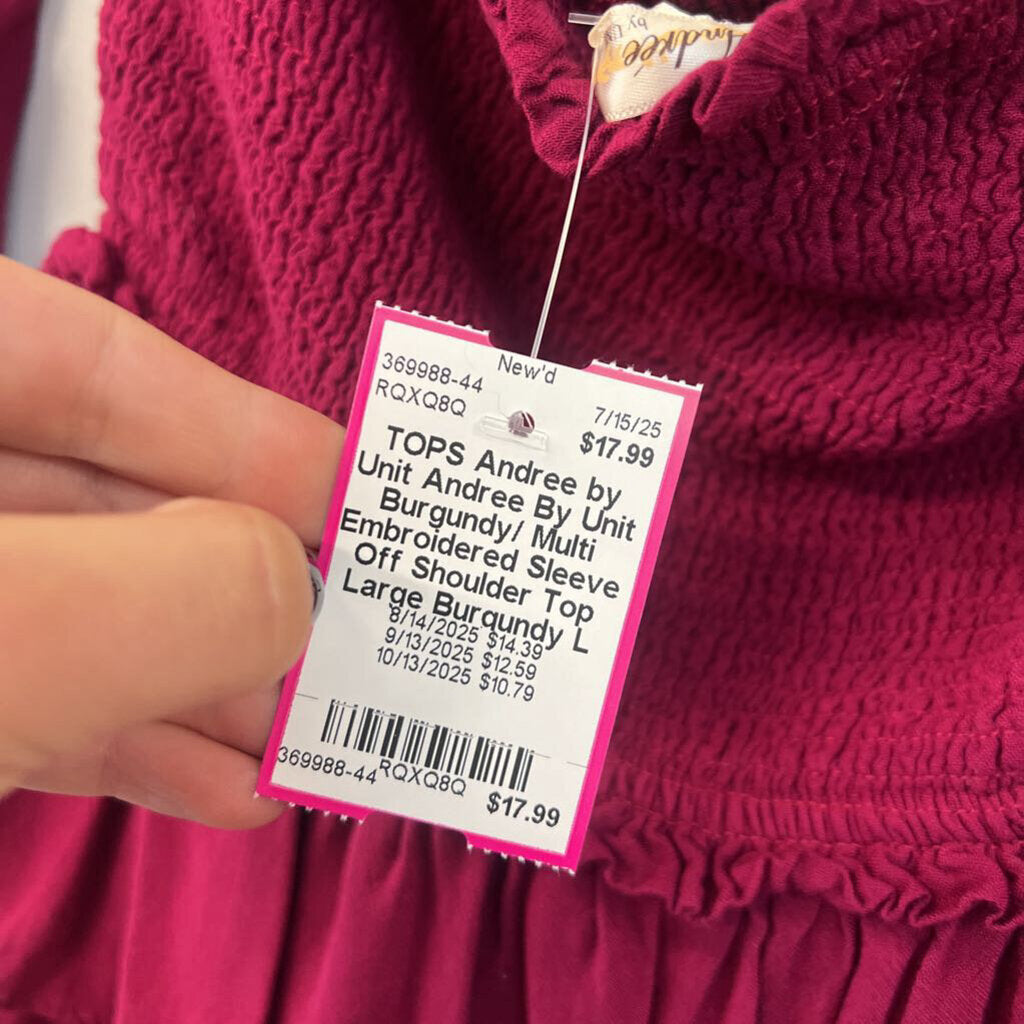 Andrée
by
New'd
369988-44
RQXQ8Q
7/15/25
$17.99
TOPS Andree by
Unit Andree By Unit
Burgundy/ Multi
Embroidered Sleeve
Off Shoulder Top
Large Burgundy L
8/14/2025 $14.39
9/13/2025 $12.59
10/13/2025 $10.79
369988-44 RQXQ8Q
$17.99